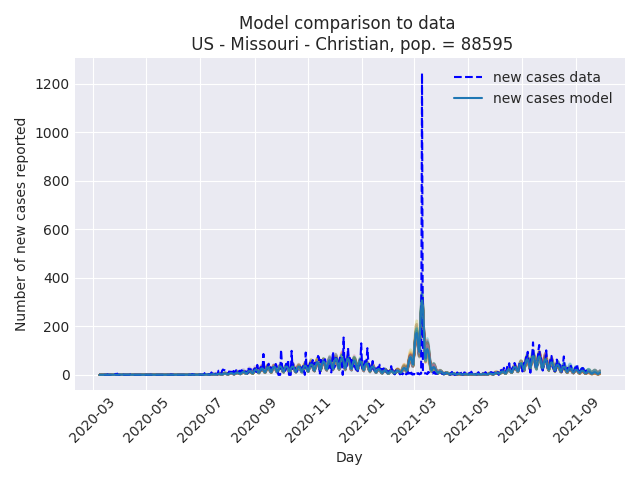 Model comparison to data
US - Missouri - Christian, pop. = 88595
new cases data
new cases model
Number of new cases reported
1200
1000
800
600
400
200
0
2020-03
2020-05
2020-07
2020-09
2020-11
2021-01
2021-03
2021-05
2021-07
2021-09
Day